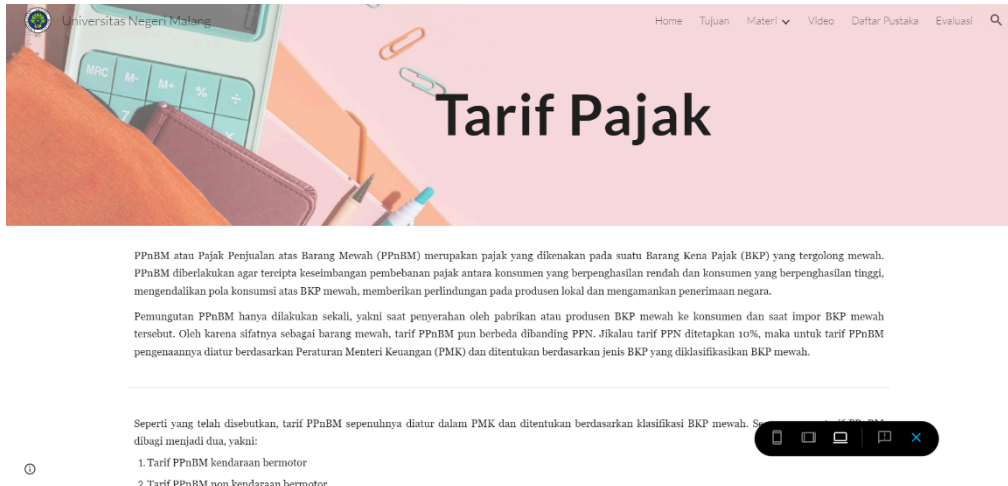 Universitas Negeri Malang
Home Tujuan Materi Video Daftar Pustaka Evaluasi
MRC M- M+ % ÷
7
Tarif Pajak
PPnBM atau Pajak Penjualan atas Barang Mewah (PPnBM) merupakan pajak yang dikenakan pada suatu Barang Kena Pajak (BKP) yang tergolong mewah.
PPnBM diberlakukan agar tercipta keseimbangan pembebanan pajak antara konsumen yang berpenghasilan rendah dan konsumen yang berpenghasilan tinggi,
mengendalikan pola konsumsi atas BKP mewah, memberikan perlindungan pada produsen lokal dan mengamankan penerimaan negara.
Pemungutan PPnBM hanya dilakukan sekali, yakni saat penyerahan oleh pabrikan atau produsen BKP mewah ke konsumen dan saat impor BKP mewah
tersebut. Oleh karena sifatnya sebagai barang mewah, tarif PPnBM pun berbeda dibanding PPN. Jikalau tarif PPN ditetapkan 10%, maka untuk tarif PPnBM
pengenaannya diatur berdasarkan Peraturan Menteri Keuangan (PMK) dan ditentukan berdasarkan jenis BKP yang diklasifikasikan BKP mewah.
Seperti yang telah disebutkan, tarif PPnBM sepenuhnya diatur dalam PMK dan ditentukan berdasarkan klasifikasi BKP mewah.
dibagi menjadi dua, yakni:
1. Tarif PPnBM kendaraan bermotor
2. Tarif PPnBM non kendaraan bermotor